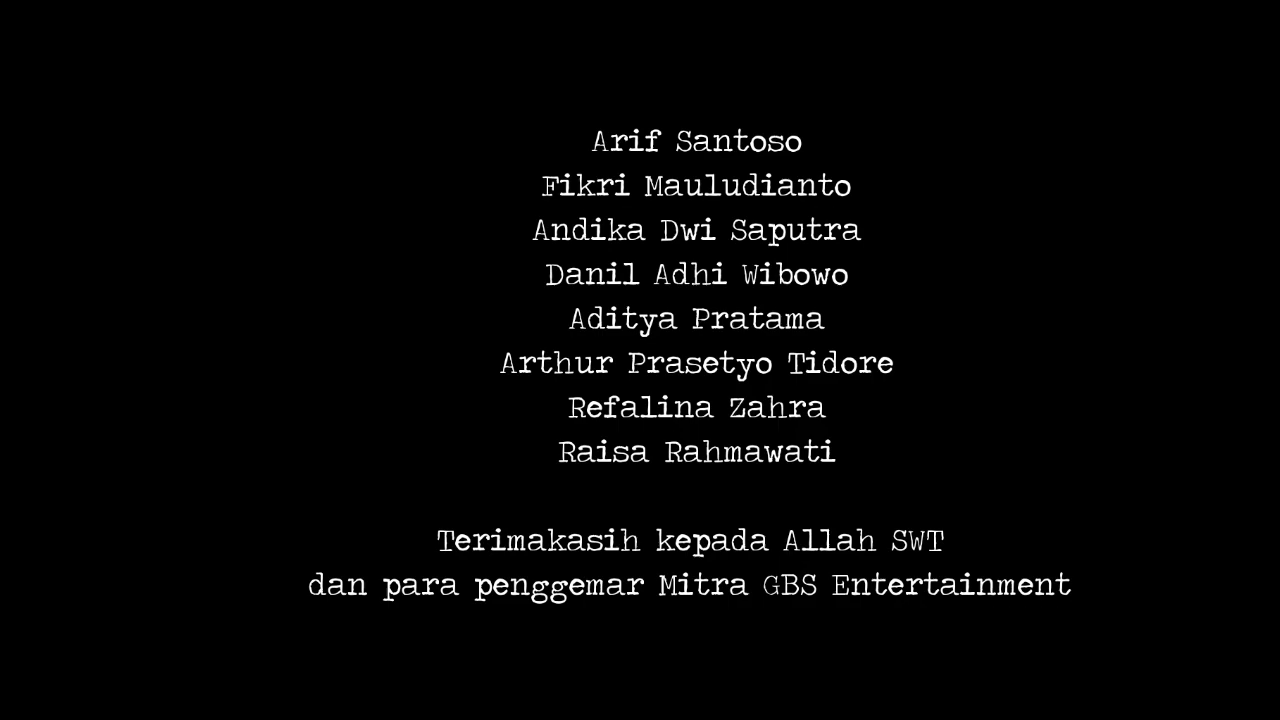 Arif Santoso
Fikri Mauludianto
Andika Dwi Saputra
Danil Adhi Wibowo
Aditya Pratama
Arthur Prasetyo Tidore
Refalina Zahra
Raisa Rahmawati
Terimakasih kepada Allah SWT
dan para penggemar Mitra GBS Entertainment